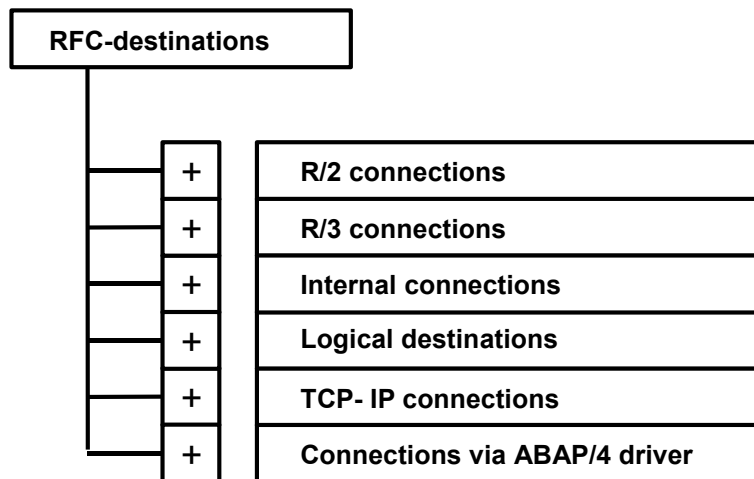 RFC-destinations
+ R/2 connections
+ R/3 connections
+ Internal connections
+ Logical destinations
+ TCP- IP connections
+ Connections via ABAP/4 driver